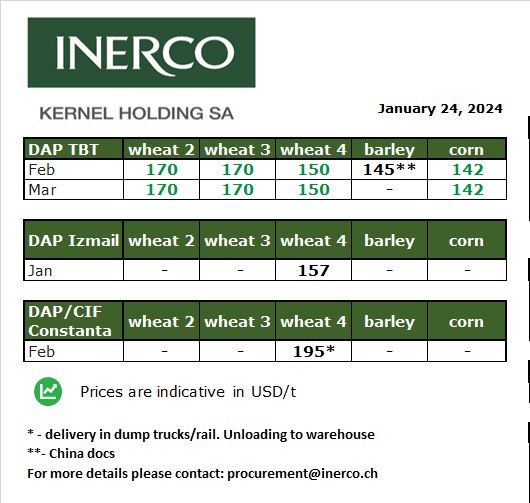 INERCO
KERNEL HOLDING SA
January 24, 2024
DAP TBT wheat 2 wheat 3 wheat 4 barley corn
Feb 170 170 150 145** 142
Mar 170 170 150 - 142
DAP Izmail wheat 2 wheat 3 wheat 4 barley corn
Jan - - 157 - -
DAP/CIF
Constanta wheat 2 wheat 3 wheat 4 barley corn
Feb - - 195* - -
Prices are indicative in USD/t
* - delivery in dump trucks/rail. Unloading to warehouse
**- China docs
For more details please contact: procurement@inerco.ch